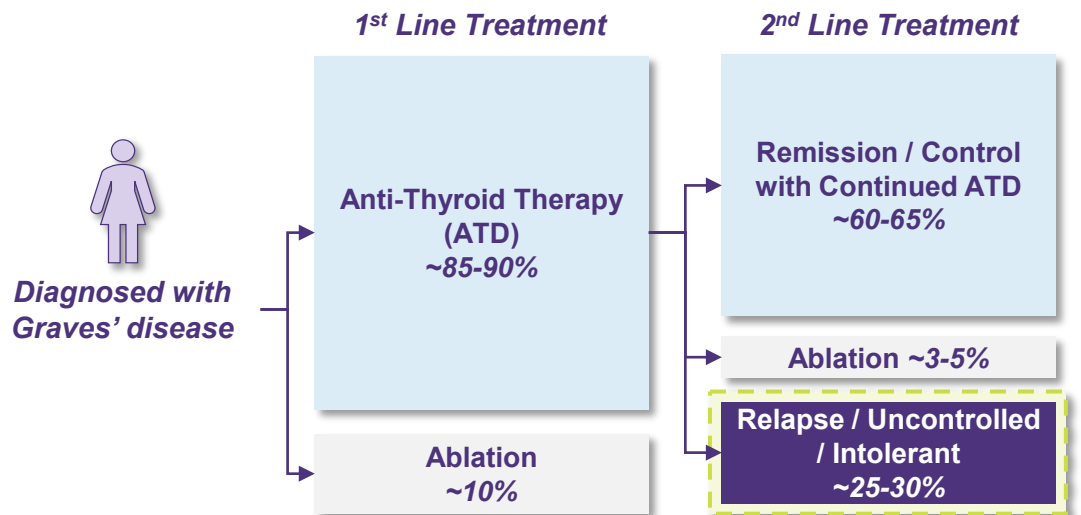 1st Line Treatment
2nd Line Treatment
Diagnosed with
Graves’ disease
Anti-Thyroid Therapy
(ATD)
~85-90%
Ablation
~10%
Remission / Control
with Continued ATD
~60-65%
Ablation ~3-5%
Relapse / Uncontrolled
/ Intolerant
~25-30%